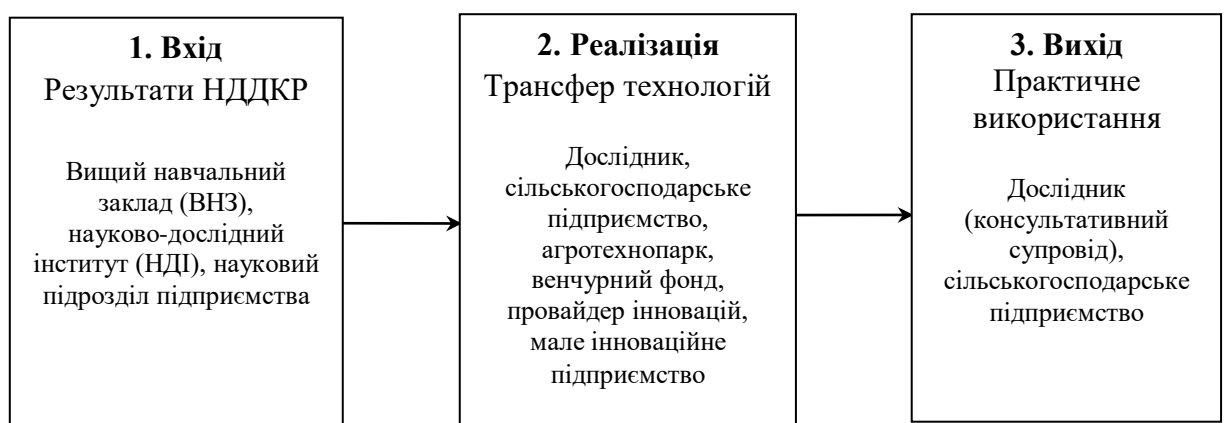 1. Вхід
Результати НДДКР
Вищий навчальний
заклад (ВНЗ),
науково-дослідний
інститут (НДІ), науковий
підрозділ підприємства
2. Реалізація
Трансфер технологій
Дослідник,
сільськогосподарське
підприємство,
агротехнопарк,
венчурний фонд,
провайдер інновацій,
мале інноваційне
підприємство
3. Вихід
Практичне
використання
Дослідник
(консультативний
супровід),
сільськогосподарське
підприємство